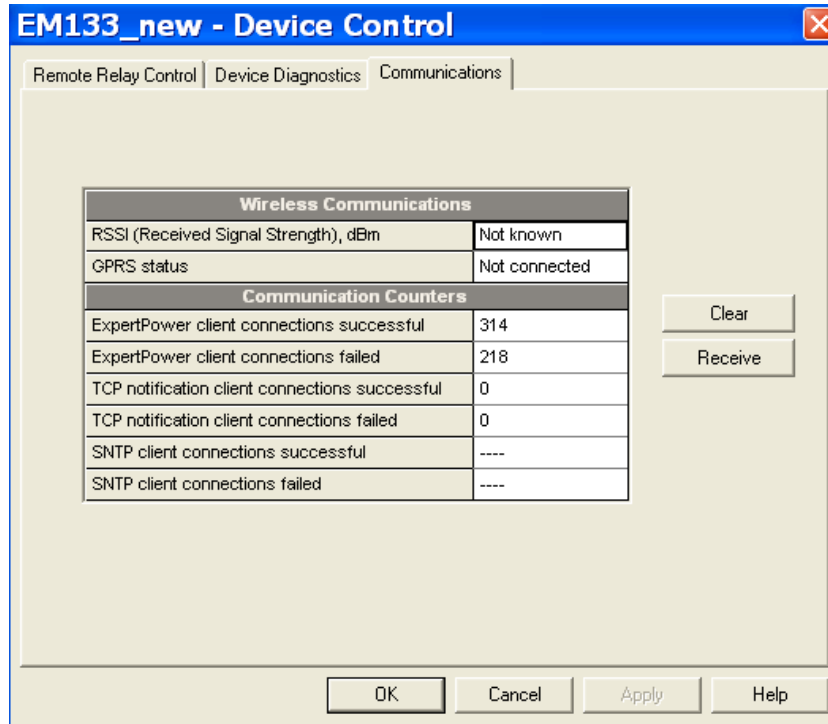 EM133_new - Device Control
Remote Relay Control Device Diagnostics Communications
Wireless Communications
RSSI (Received Signal Strength), dBm Not known
GPRS status Not connected
Communication Counters
ExpertPower client connections successful 314
ExpertPower client connections failed 218
TCP notification client connections successful 0
TCP notification client connections failed 0
SNTP client connections successful ----
SNTP client connections failed ----
Clear
Receive
OK Cancel Apply Help